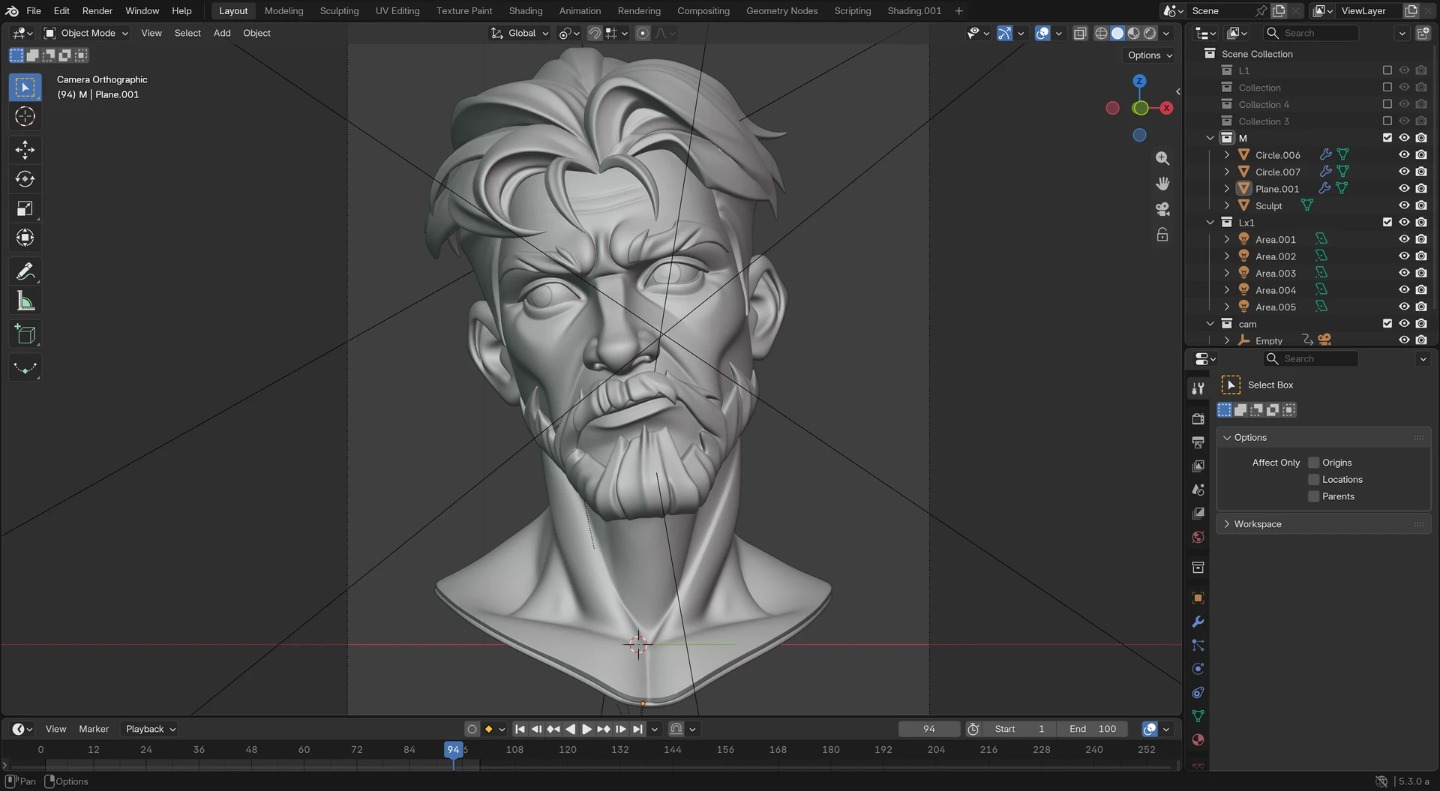 File Edit Render Window Help Layout Modeling Sculpting UV Editing Texture Paint Shading Animation Rendering Compositing Geometry Nodes Scripting Shading.001 + Scene ViewLayer
Object Mode View Select Add Object Global Search
Options
Camera Orthographic
(94) M | Plane.001
Z
X
Scene Collection
L1
Collection
Collection 4
Collection 3
M
Circle.006
Circle.007
Plane.001
Sculpt
Lx1
Area.001
Area.002
Area.003
Area.004
Area.005
cam
Empty
Search
Select Box
Options
Affect Only Origins
Locations
Parents
Workspace
View Marker Playback 94 Start 1 End 100
0 12 24 36 48 60 72 84 94 108 120 132 144 156 168 180 192 204 216 228 240 252
Pan Options 5.3.0 a